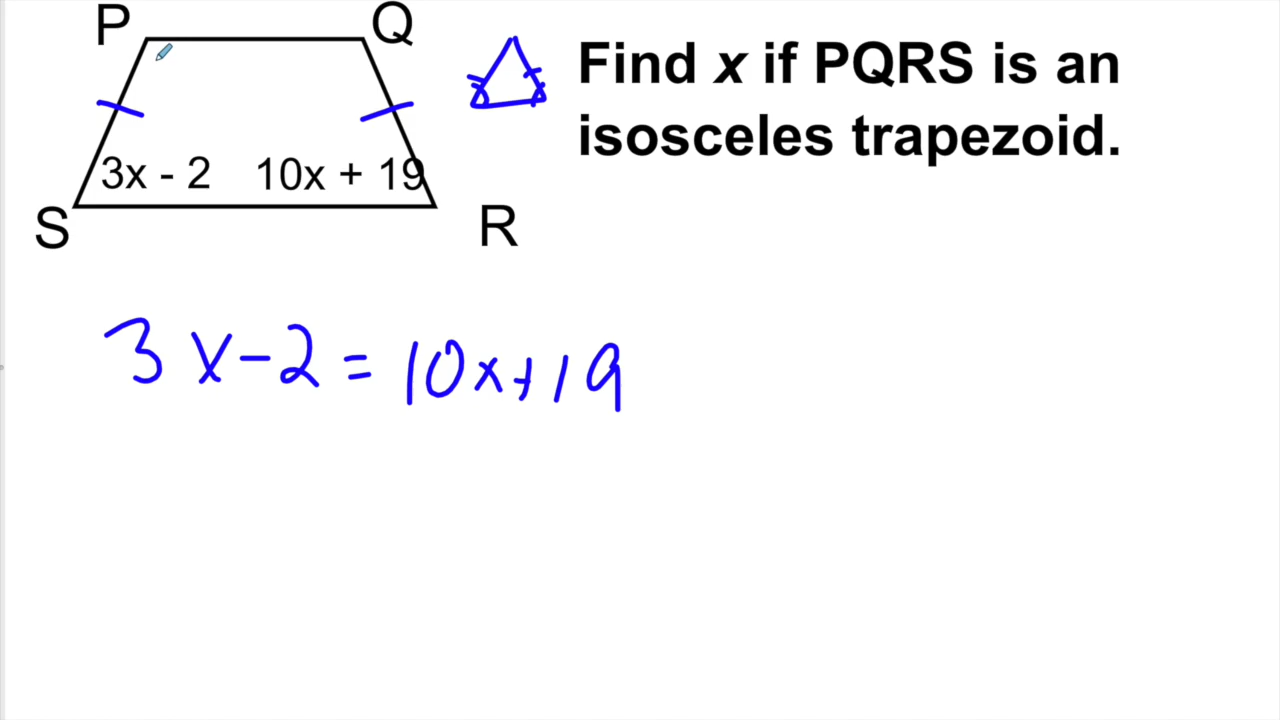 P
Q
Find x if PQRS is an
isosceles trapezoid.
3x - 2
10x + 19
S
R
3x-2=10x+19